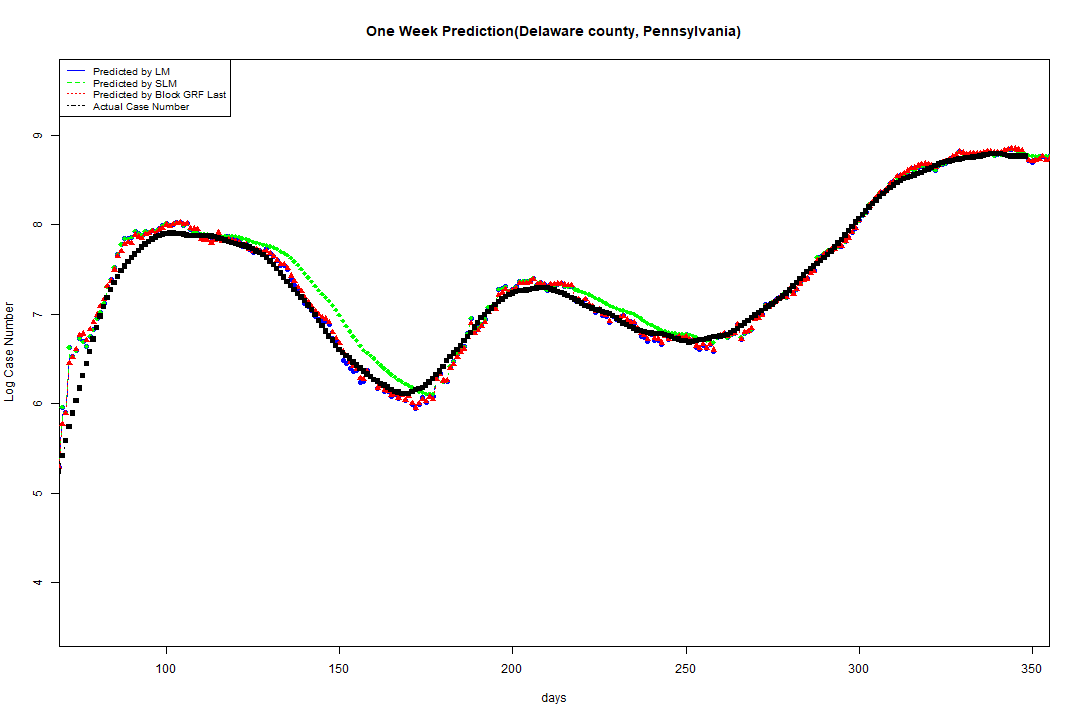 One Week Prediction(Delaware county, Pennsylvania)
Predicted by LM
Predicted by SLM
Predicted by Block GRF Last
Actual Case Number
9
8
7
6
5
4
Log Case Number
100 150 200 250 300 350
days